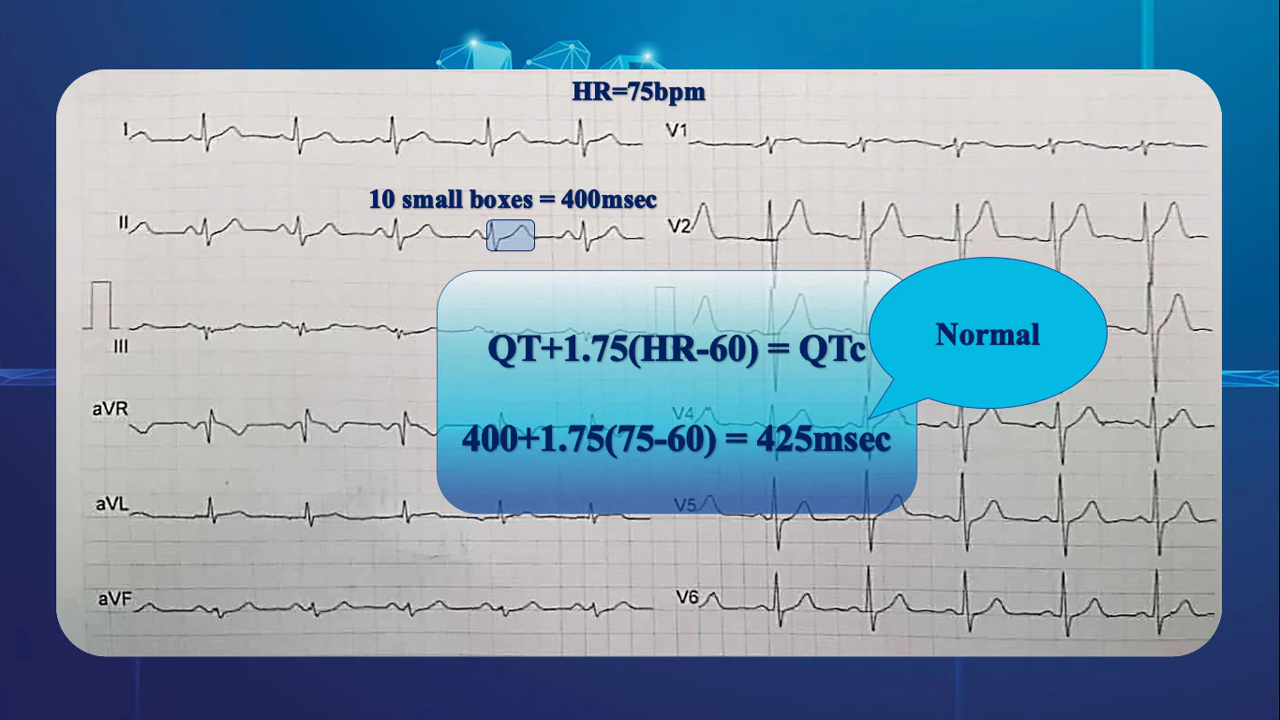 HR=75bpm
I
V1
10 small boxes = 400msec
II
V2
III
QT+1.75(HR-60) = QTc
Normal
aVR
V4
400+1.75(75-60) = 425msec
aVL
V5
aVF
V6